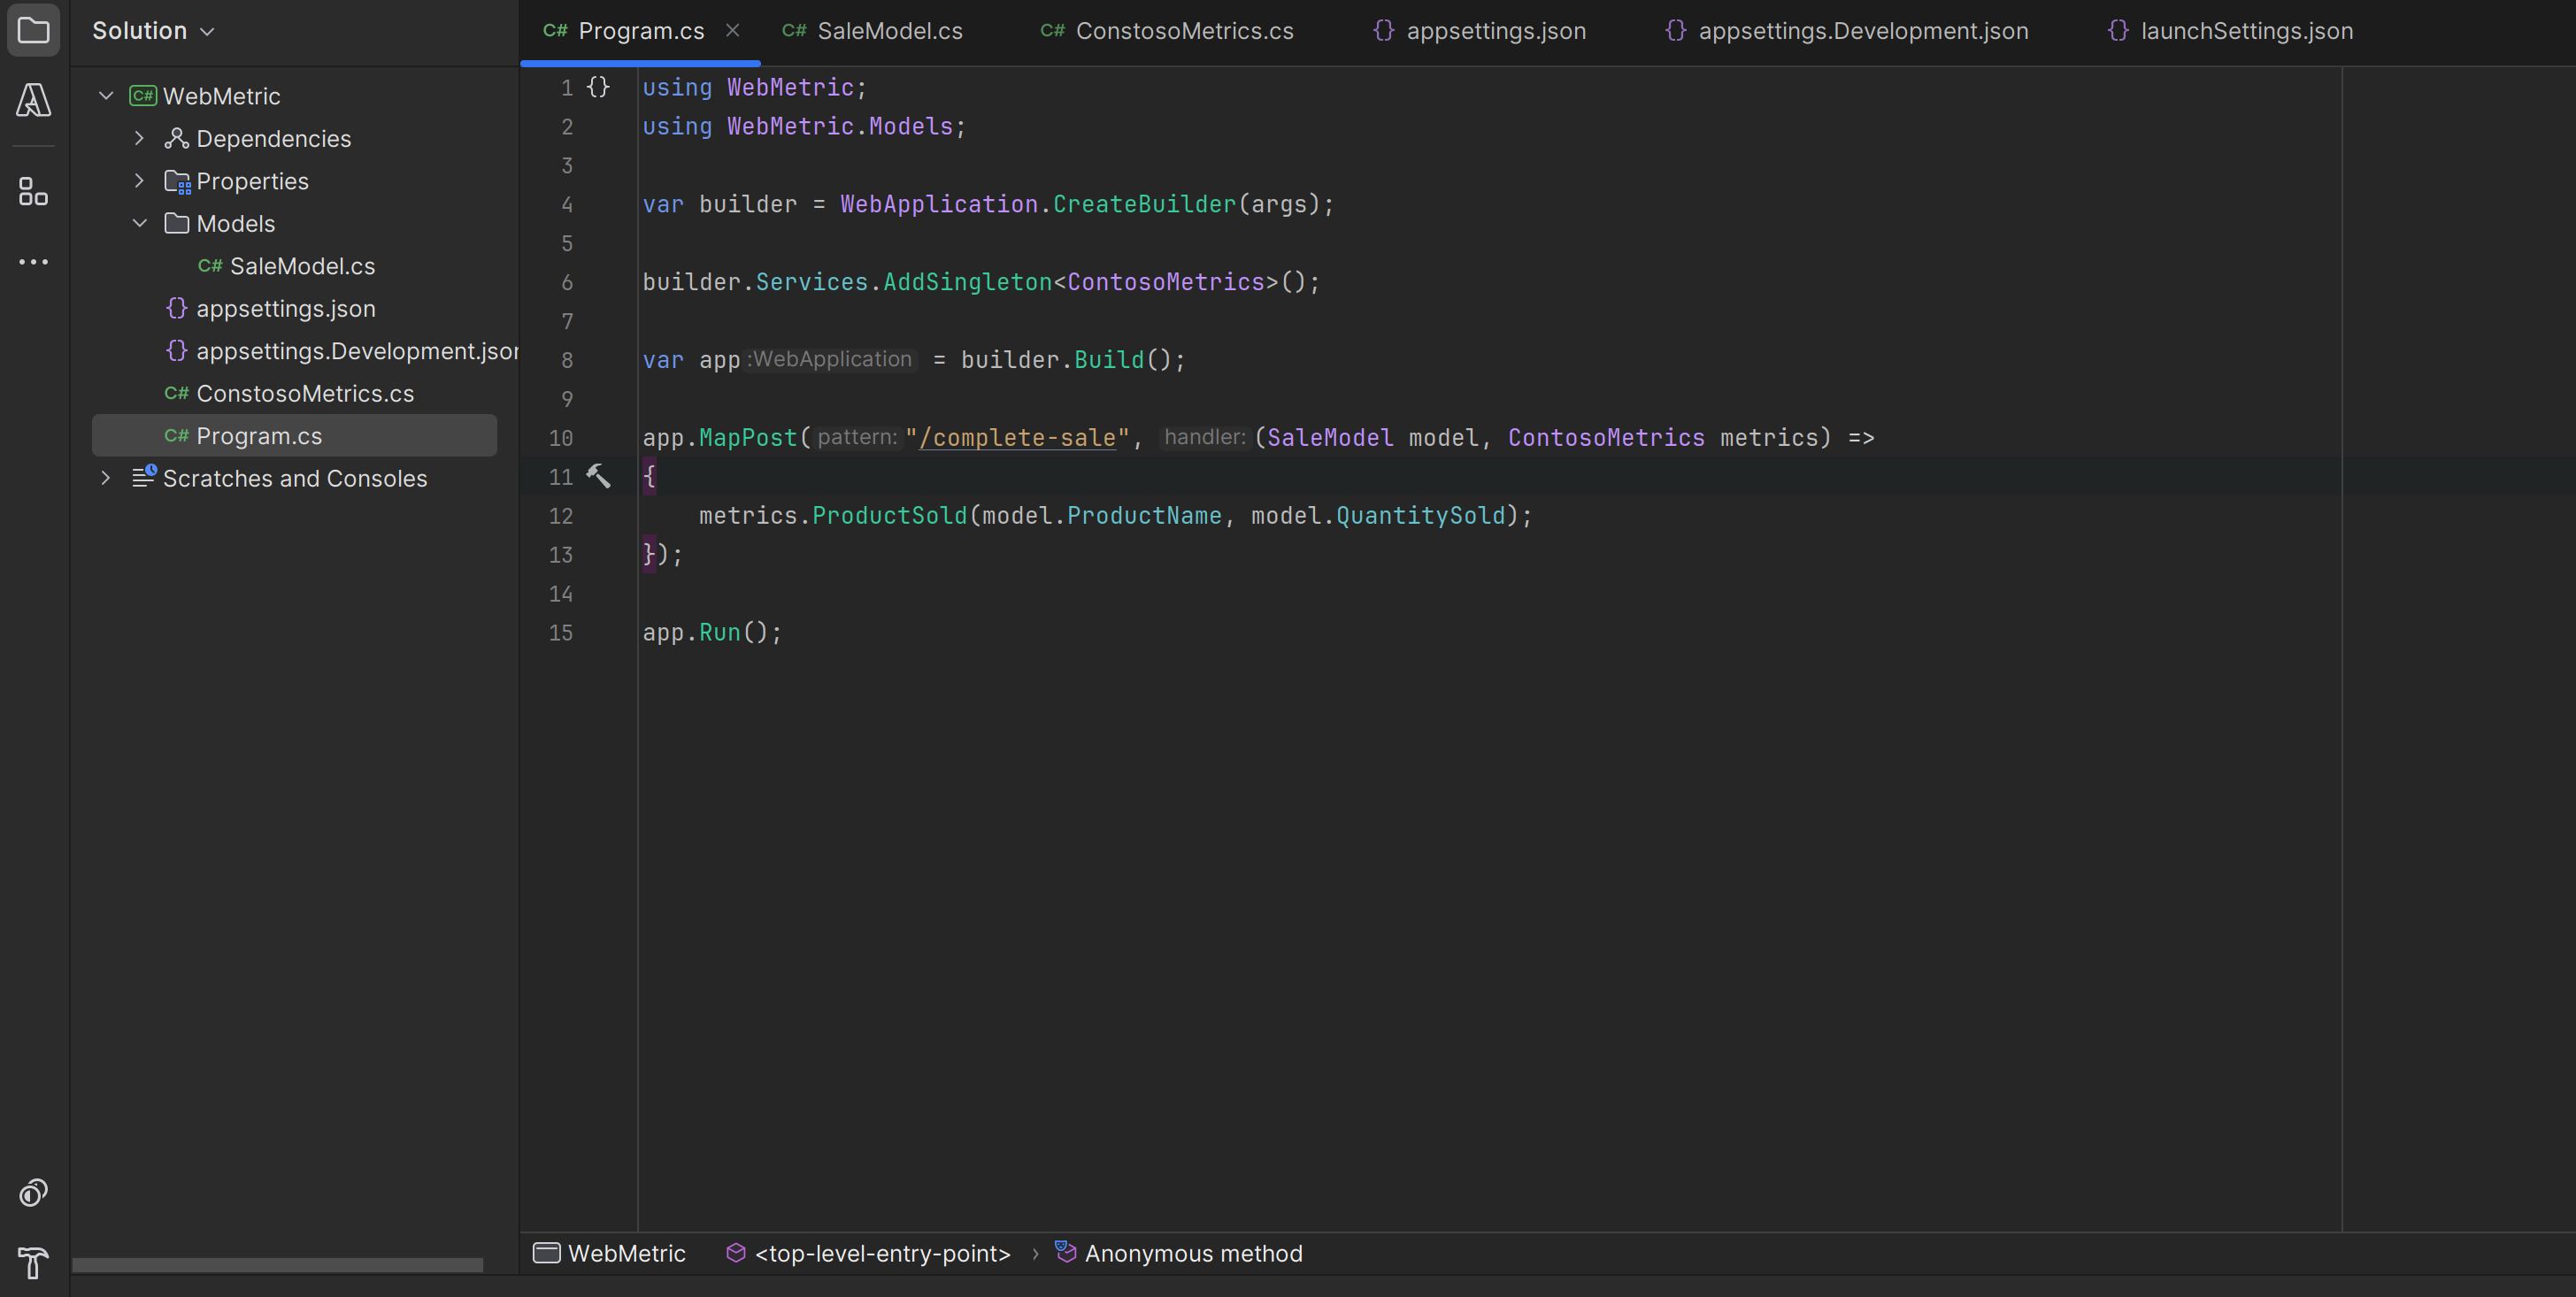 Solution
WebMetric
Dependencies
Properties
Models
C# SaleModel.cs
{} appsettings.json
{} appsettings.Development.json
C# ConstosoMetrics.cs
C# Program.cs
Scratches and Consoles
C# Program.cs
C# SaleModel.cs
C# ConstosoMetrics.cs
{} appsettings.json
{} appsettings.Development.json
{} launchSettings.json
1 {} using WebMetric;
2 using WebMetric.Models;
3
4 var builder = WebApplication.CreateBuilder(args);
5
6 builder.Services.AddSingleton<ContosoMetrics>();
7
8 var app :WebApplication = builder.Build();
9
10 app.MapPost( pattern: "/complete-sale", handler: (SaleModel model, ContosoMetrics metrics) =>
11 {
12 metrics.ProductSold(model.ProductName, model.QuantitySold);
13 });
14
15 app.Run();
WebMetric <top-level-entry-point> › Anonymous method